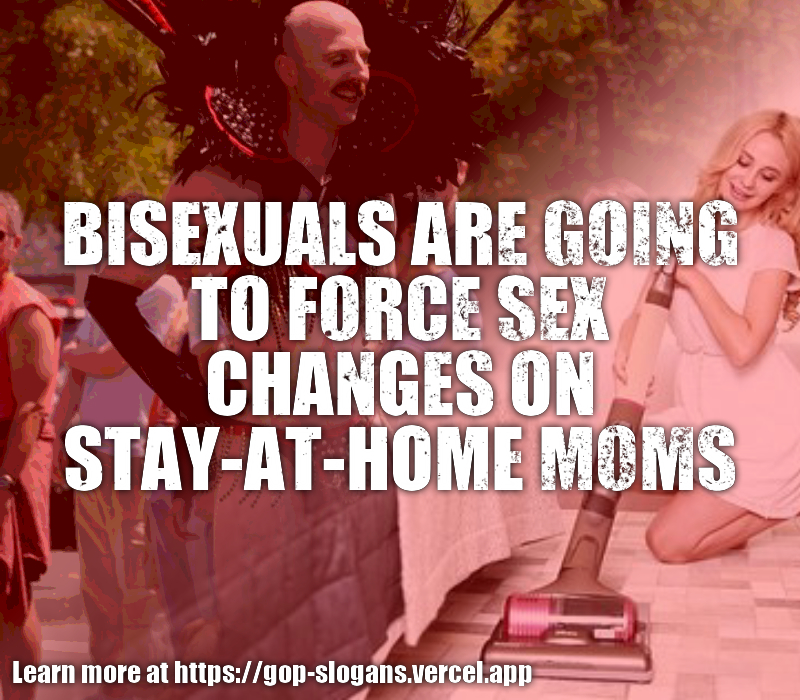 BISEXUALS ARE GOING
TO FORCE SEX
CHANGES ON
STAY-AT-HOME MOMS
Learn more at https://gop-slogans.vercel.app